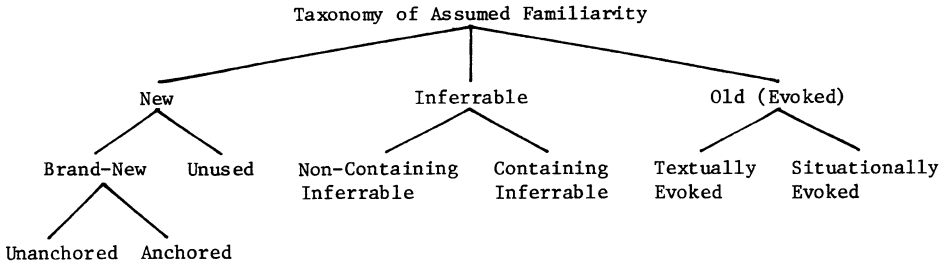 Taxonomy of Assumed Familiarity
New Inferrable Old (Evoked)
Brand-New Unused Non-Containing Inferrable Containing Inferrable Textually Evoked Situationally Evoked
Unanchored Anchored